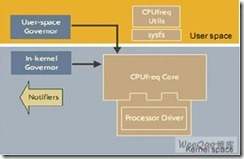 User-space
Governor
CPUfreq
Utils
sysfs
User space
In-kernel
Governor
CPUfreq Core
Notifiers
Processor Driver
Kernel space